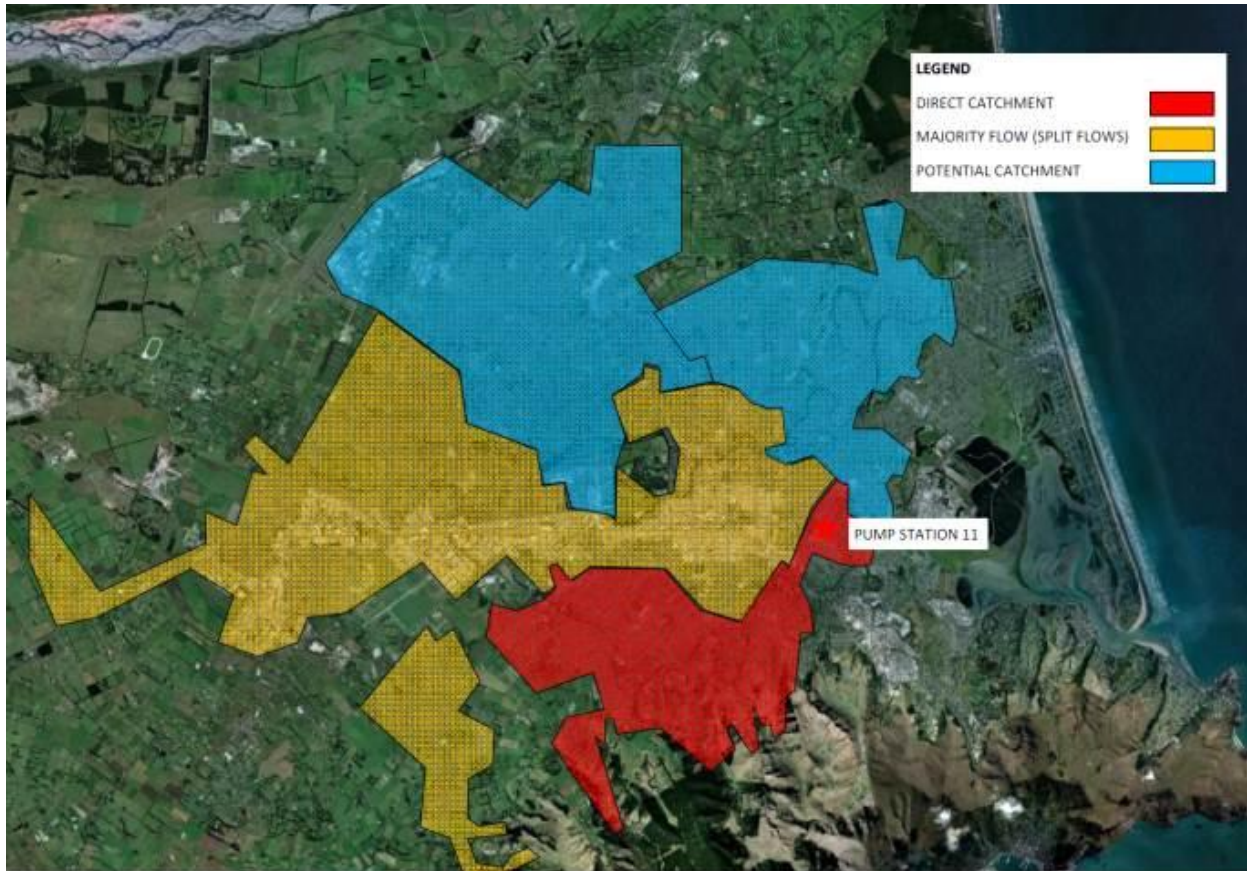 LEGEND
DIRECT CATCHMENT
MAJORITY FLOW (SPLIT FLOWS)
POTENTIAL CATCHMENT
PUMP STATION 11